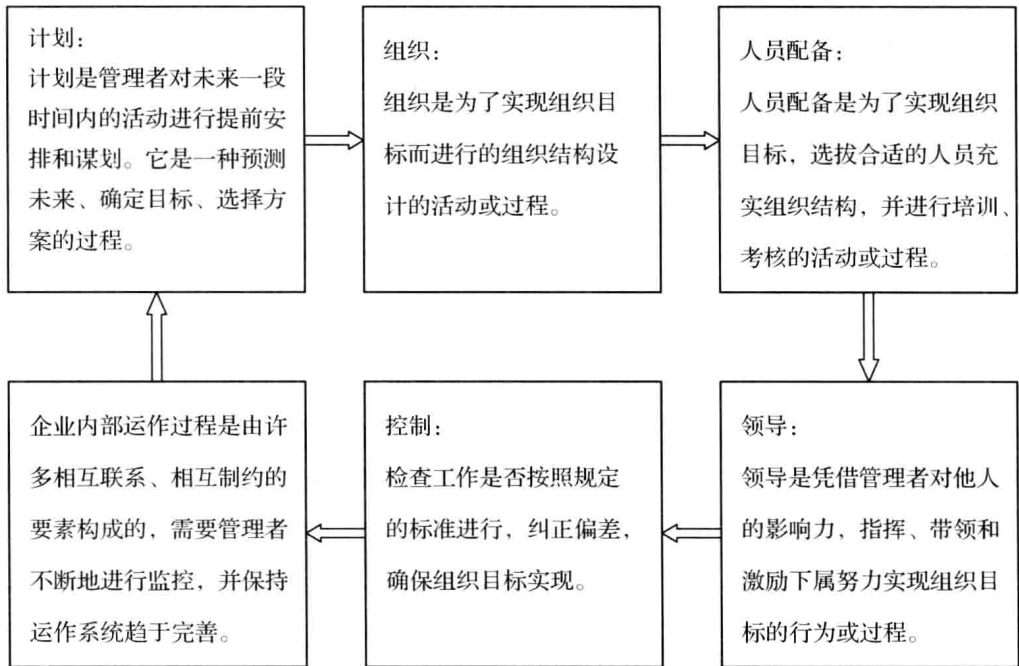 计划：
计划是管理者对未来一段
时间内的活动进行提前安
排和谋划。它是一种预测
未来、确定目标、选择方
案的过程。
组织：
组织是为了实现组织目
标而进行的组织结构设
计的活动或过程。
人员配备：
人员配备是为了实现组织
目标，选拔合适的人员充
实组织结构，并进行培训、
考核的活动或过程。
领导：
领导是凭借管理者对他人
的影响力，指挥、带领和
激励下属努力实现组织目
标的行为或过程。
控制：
检查工作是否按照规定
的标准进行，纠正偏差，
确保组织目标实现。
企业内部运作过程是由许
多相互联系、相互制约的
要素构成的，需要管理者
不断地进行监控，并保持
运作系统趋于完善。